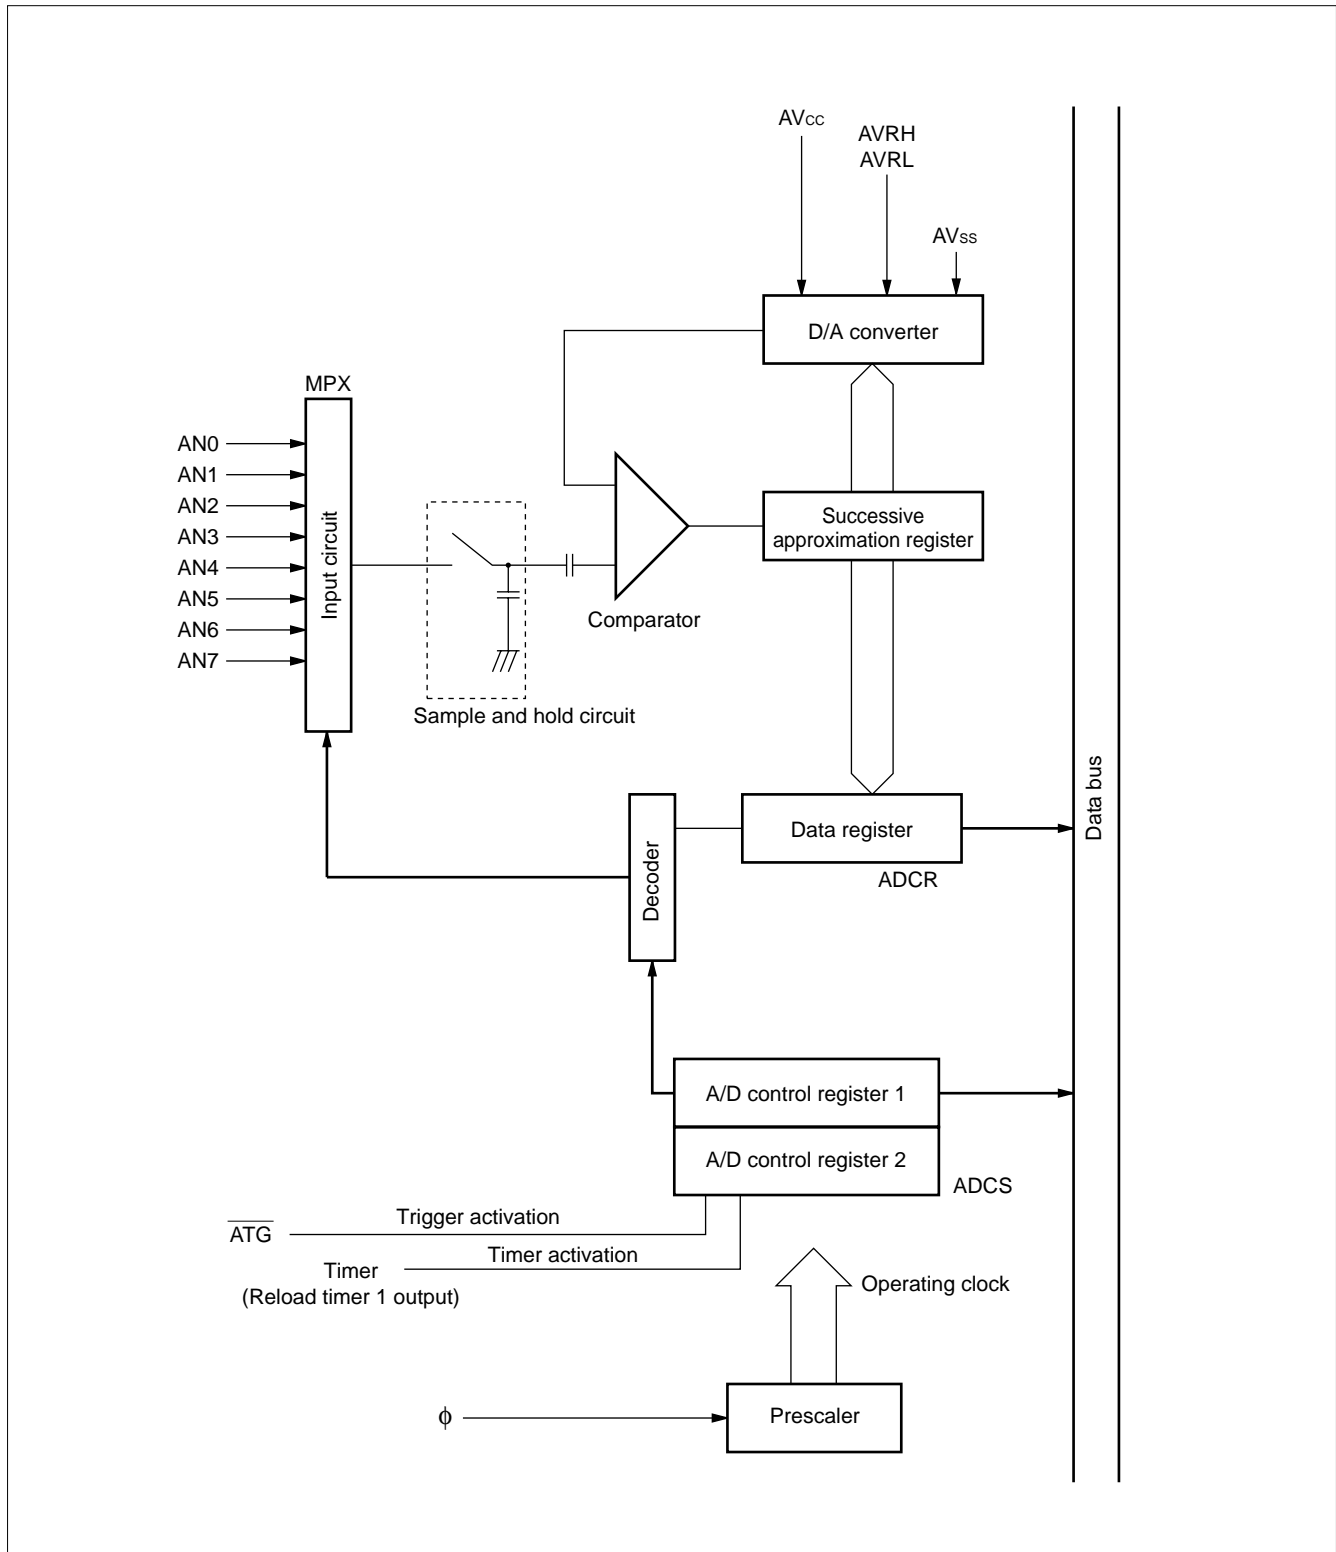 AVCC
AVRH
AVRL
AVSS
D/A converter
MPX
AN0
AN1
AN2
AN3
AN4
AN5
AN6
AN7
Input circuit
Successive
approximation register
Comparator
Sample and hold circuit
Data bus
Decoder
Data register
ADCR
A/D control register 1
A/D control register 2
ADCS
ATG
Trigger activation
Timer activation
Timer
(Reload timer 1 output)
Operating clock
ϕ
Prescaler